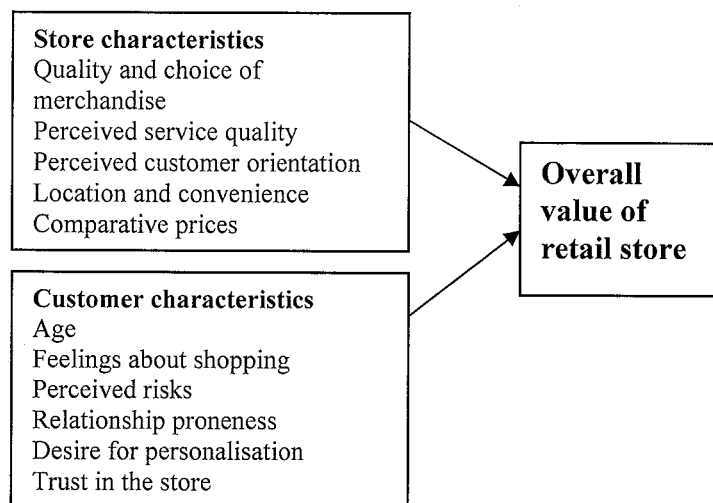 Store characteristics
Quality and choice of
merchandise
Perceived service quality
Perceived customer orientation
Location and convenience
Comparative prices
Overall
value of
retail store
Customer characteristics
Age
Feelings about shopping
Perceived risks
Relationship proneness
Desire for personalisation
Trust in the store